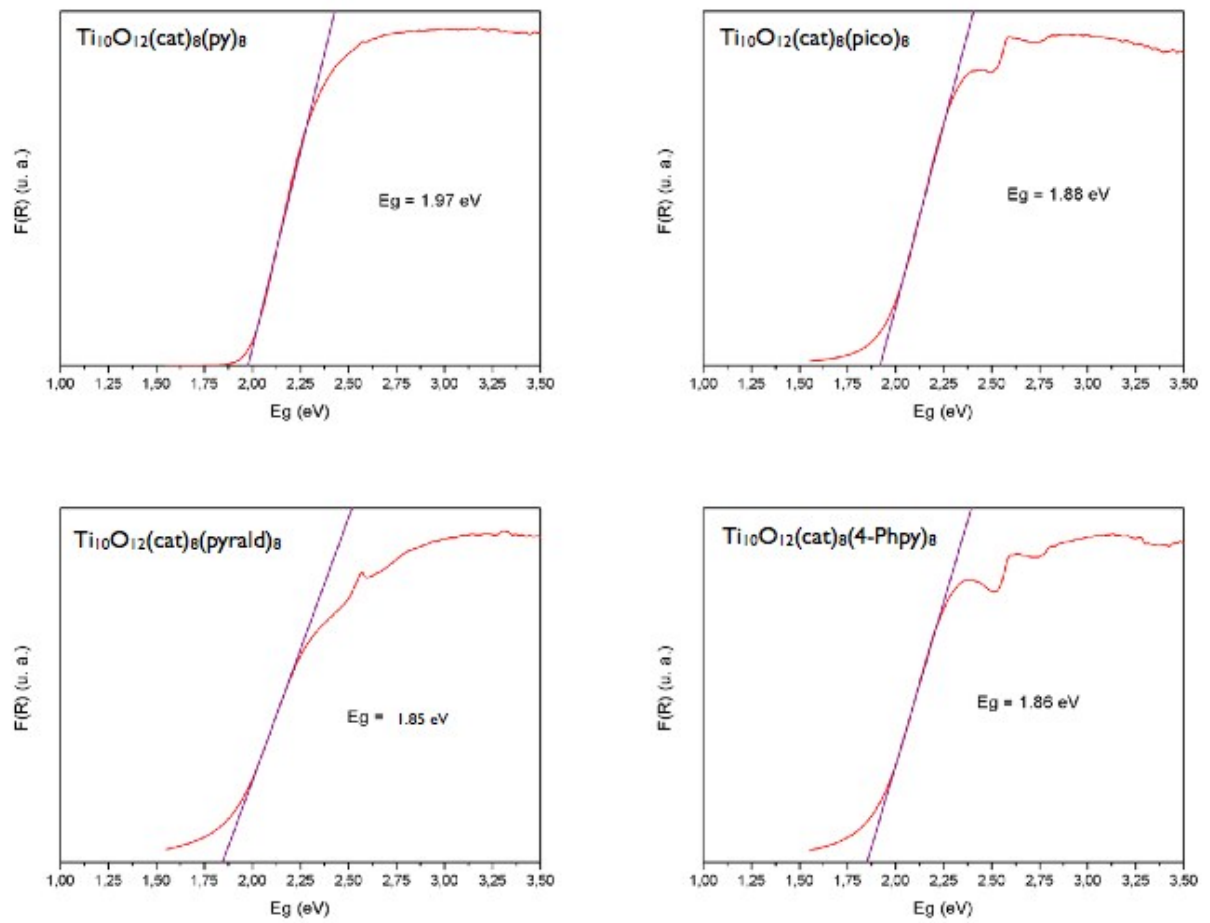 Ti₁₀O₁₂(cat)₈(py)₈
F(R) (u. a.)
Eg = 1.97 eV
1,00 1,25 1,50 1,75 2,00 2,25 2,50 2,75 3,00 3,25 3,50
Eg (eV)
Ti₁₀O₁₂(cat)₈(pico)₈
F(R) (u. a.)
Eg = 1.88 eV
1,00 1,25 1,50 1,75 2,00 2,25 2,50 2,75 3,00 3,25 3,50
Eg (eV)
Ti₁₀O₁₂(cat)₈(pyrald)₈
F(R) (u. a.)
Eg = 1.85 eV
1,00 1,25 1,50 1,75 2,00 2,25 2,50 2,75 3,00 3,25 3,50
Eg (eV)
Ti₁₀O₁₂(cat)₈(4-Phpy)₈
F(R) (u. a.)
Eg = 1.86 eV
1,00 1,25 1,50 1,75 2,00 2,25 2,50 2,75 3,00 3,25 3,50
Eg (eV)